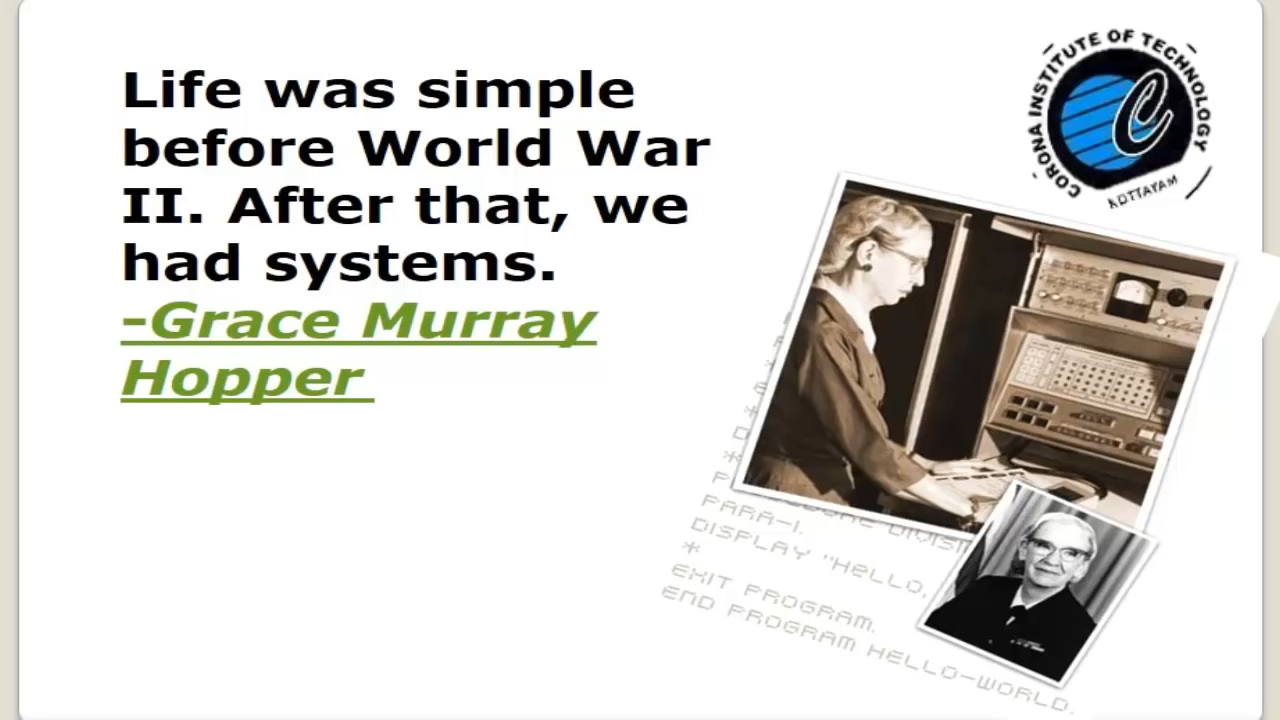 Life was simple
before World War
II. After that, we
had systems.
-Grace Murray
Hopper
CORONA INSTITUTE OF TECHNOLOGY
KOTTAYAM
PARA-1.
DISPLAY "HELLO,
*
EXIT PROGRAM.
END PROGRAM HELLO-WORLD.